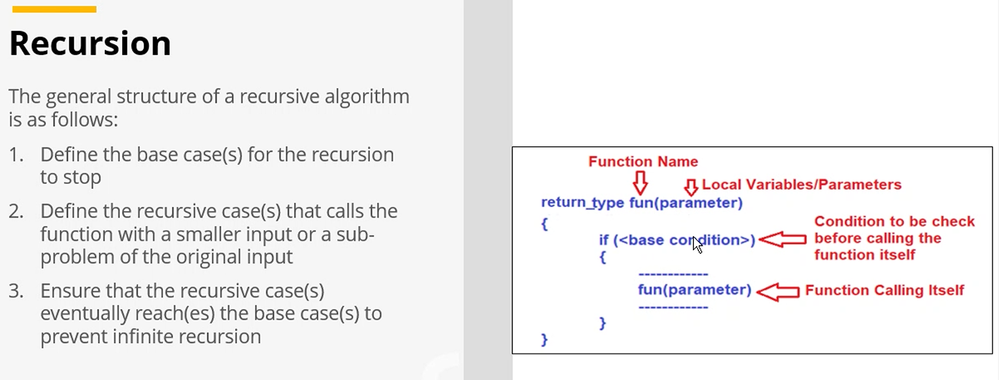 Recursion
The general structure of a recursive algorithm
is as follows:
1. Define the base case(s) for the recursion
to stop
2. Define the recursive case(s) that calls the
function with a smaller input or a sub-
problem of the original input
3. Ensure that the recursive case(s)
eventually reach(es) the base case(s) to
prevent infinite recursion
Function Name
Local Variables/Parameters
return_type fun(parameter)
{
if (<base condition>)
Condition to be check
before calling the
function itself
{
------------
fun(parameter)
Function Calling Itself
------------
}
}